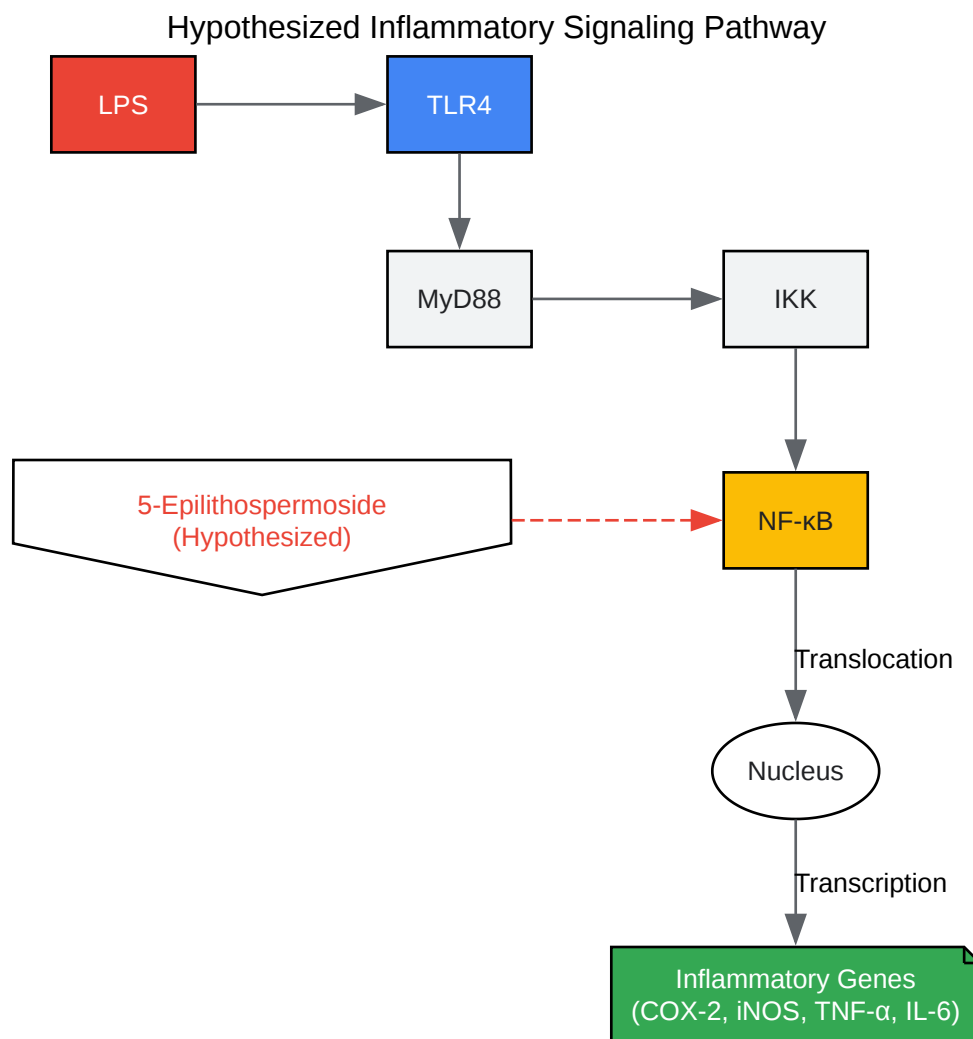 Hypothesized Inflammatory Signaling Pathway
LPS
TLR4
MyD88
IKK
5-Epilithospermoside
(Hypothesized)
NF-κB
Translocation
Nucleus
Transcription
Inflammatory Genes
(COX-2, iNOS, TNF-α, IL-6)